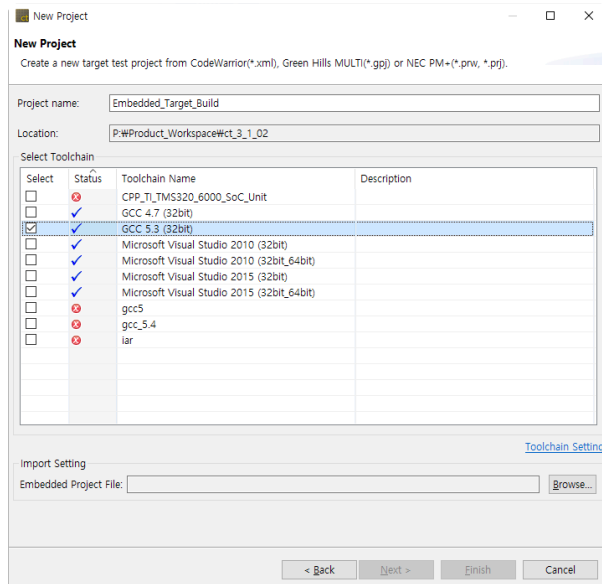 ct New Project
New Project
Create a new target test project from CodeWarrior(*.xml), Green Hills MULTI(*.gpj) or NEC PM+(*.prw, *.prj).
Project name: Embedded_Target_Build
Location: P:₩Product_Workspace₩ct_3_1_02
Select Toolchain
Select Status Toolchain Name Description
CPP_TI_TMS320_6000_SoC_Unit
GCC 4.7 (32bit)
GCC 5.3 (32bit)
Microsoft Visual Studio 2010 (32bit)
Microsoft Visual Studio 2010 (32bit_64bit)
Microsoft Visual Studio 2015 (32bit)
Microsoft Visual Studio 2015 (32bit_64bit)
gcc5
gcc_5.4
iar
Toolchain Setting
Import Setting
Embedded Project File: Browse...
< Back Next > Finish Cancel